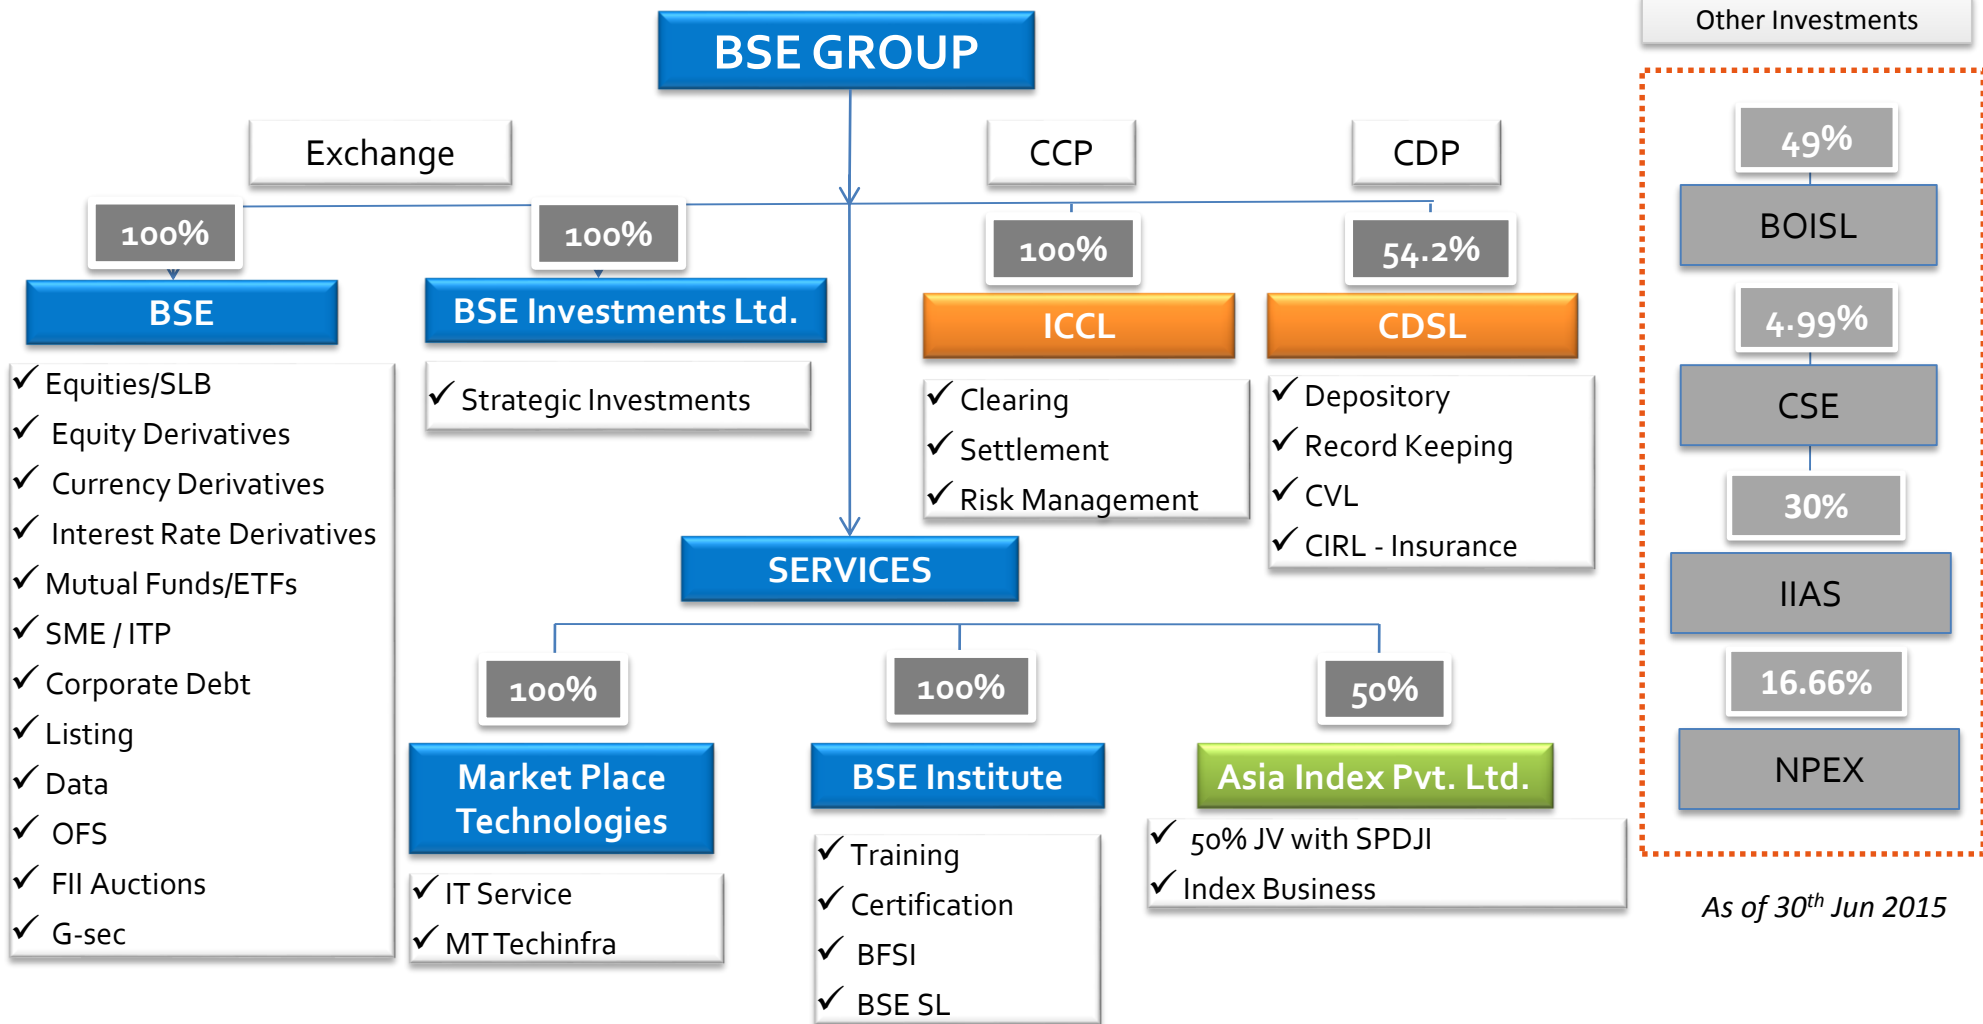 BSE GROUP
Other Investments
Exchange
CCP
CDP
100%
BSE
✓ Equities/SLB
✓ Equity Derivatives
✓ Currency Derivatives
✓ Interest Rate Derivatives
✓ Mutual Funds/ETFs
✓ SME / ITP
✓ Corporate Debt
✓ Listing
✓ Data
✓ OFS
✓ FII Auctions
✓ G-sec
100%
BSE Investments Ltd.
✓ Strategic Investments
100%
ICCL
✓ Clearing
✓ Settlement
✓ Risk Management
54.2%
CDSL
✓ Depository
✓ Record Keeping
✓ CVL
✓ CIRL - Insurance
SERVICES
100%
Market Place
Technologies
✓ IT Service
✓ MT Techinfra
100%
BSE Institute
✓ Training
✓ Certification
✓ BFSI
✓ BSE SL
50%
Asia Index Pvt. Ltd.
✓ 50% JV with SPDJI
✓ Index Business
49%
BOISL
4.99%
CSE
30%
IIAS
16.66%
NPEX
As of 30th Jun 2015